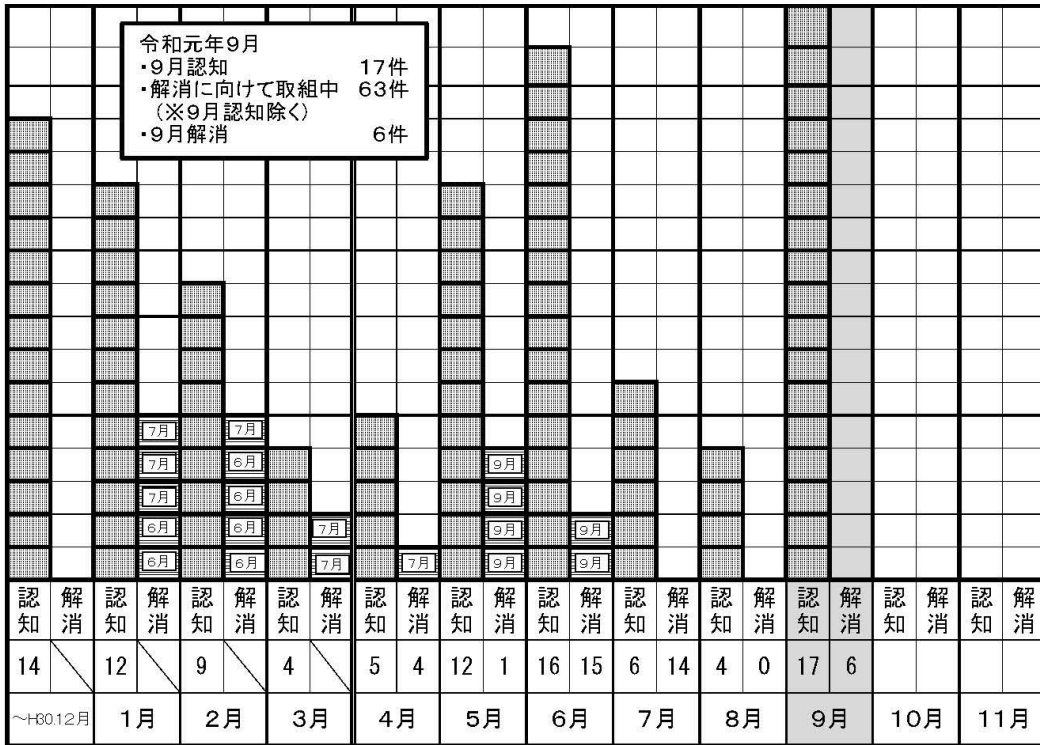 令和元年9月
・9月認知 17件
・解消に向けて取組中 63件
(※9月認知除く)
・9月解消 6件
7月 7月
7月 6月 9月
7月 6月 9月
6月 6月 7月 9月 9月
6月 6月 7月 7月 9月 9月
認知 解消 認知 解消 認知 解消 認知 解消 認知 解消 認知 解消 認知 解消 認知 解消 認知 解消 認知 解消 認知 解消 認知 解消
14 12 9 4 5 4 12 1 16 15 6 14 4 0 17 6
～H30.12月 1月 2月 3月 4月 5月 6月 7月 8月 9月 10月 11月